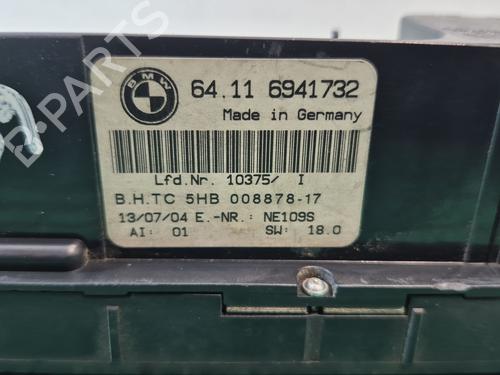 BMW
64.11 6941732
Made in Germany
Lfd.Nr. 10375/ I
B.H.TC 5HB 008878-17
13/07/04 E.-NR.: NE109S
AI: 01 SW: 18.0